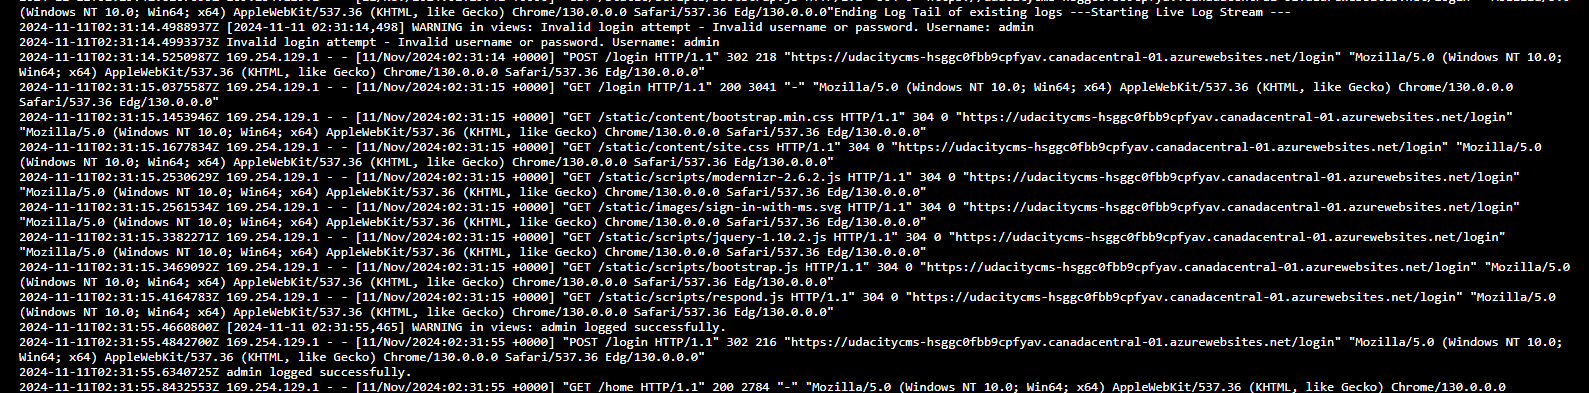 (Windows NT 10.0; Win64; x64) AppleWebKit/537.36 (KHTML, like Gecko) Chrome/130.0.0.0 Safari/537.36 Edg/130.0.0.0"Ending Log Tail of existing logs ---Starting Live Log Stream ---
2024-11-11T02:31:14.4988937Z [2024-11-11 02:31:14,498] WARNING in views: Invalid login attempt - Invalid username or password. Username: admin
2024-11-11T02:31:14.4993373Z Invalid login attempt - Invalid username or password. Username: admin
2024-11-11T02:31:14.5250987Z 169.254.129.1 - - [11/Nov/2024:02:31:14 +0000] "POST /login HTTP/1.1" 302 218 "https://udacitycms-hsggc0fbb9cpfyav.canadacentral-01.azurewebsites.net/login" "Mozilla/5.0 (Windows NT 10.0;
Win64; x64) AppleWebKit/537.36 (KHTML, like Gecko) Chrome/130.0.0.0 Safari/537.36 Edg/130.0.0.0"
2024-11-11T02:31:15.0375587Z 169.254.129.1 - - [11/Nov/2024:02:31:15 +0000] "GET /login HTTP/1.1" 200 3041 "-" "Mozilla/5.0 (Windows NT 10.0; Win64; x64) AppleWebKit/537.36 (KHTML, like Gecko) Chrome/130.0.0.0
Safari/537.36 Edg/130.0.0.0"
2024-11-11T02:31:15.1453946Z 169.254.129.1 - - [11/Nov/2024:02:31:15 +0000] "GET /static/content/bootstrap.min.css HTTP/1.1" 304 0 "https://udacitycms-hsggc0fbb9cpfyav.canadacentral-01.azurewebsites.net/login"
"Mozilla/5.0 (Windows NT 10.0; Win64; x64) AppleWebKit/537.36 (KHTML, like Gecko) Chrome/130.0.0.0 Safari/537.36 Edg/130.0.0.0"
2024-11-11T02:31:15.1677834Z 169.254.129.1 - - [11/Nov/2024:02:31:15 +0000] "GET /static/content/site.css HTTP/1.1" 304 0 "https://udacitycms-hsggc0fbb9cpfyav.canadacentral-01.azurewebsites.net/login" "Mozilla/5.0
(Windows NT 10.0; Win64; x64) AppleWebKit/537.36 (KHTML, like Gecko) Chrome/130.0.0.0 Safari/537.36 Edg/130.0.0.0"
2024-11-11T02:31:15.2530629Z 169.254.129.1 - - [11/Nov/2024:02:31:15 +0000] "GET /static/scripts/modernizr-2.6.2.js HTTP/1.1" 304 0 "https://udacitycms-hsggc0fbb9cpfyav.canadacentral-01.azurewebsites.net/login"
"Mozilla/5.0 (Windows NT 10.0; Win64; x64) AppleWebKit/537.36 (KHTML, like Gecko) Chrome/130.0.0.0 Safari/537.36 Edg/130.0.0.0"
2024-11-11T02:31:15.2561534Z 169.254.129.1 - - [11/Nov/2024:02:31:15 +0000] "GET /static/images/sign-in-with-ms.svg HTTP/1.1" 304 0 "https://udacitycms-hsggc0fbb9cpfyav.canadacentral-01.azurewebsites.net/login"
"Mozilla/5.0 (Windows NT 10.0; Win64; x64) AppleWebKit/537.36 (KHTML, like Gecko) Chrome/130.0.0.0 Safari/537.36 Edg/130.0.0.0"
2024-11-11T02:31:15.3382271Z 169.254.129.1 - - [11/Nov/2024:02:31:15 +0000] "GET /static/scripts/jquery-1.10.2.js HTTP/1.1" 304 0 "https://udacitycms-hsggc0fbb9cpfyav.canadacentral-01.azurewebsites.net/login"
"Mozilla/5.0 (Windows NT 10.0; Win64; x64) AppleWebKit/537.36 (KHTML, like Gecko) Chrome/130.0.0.0 Safari/537.36 Edg/130.0.0.0"
2024-11-11T02:31:15.3469092Z 169.254.129.1 - - [11/Nov/2024:02:31:15 +0000] "GET /static/scripts/bootstrap.js HTTP/1.1" 304 0 "https://udacitycms-hsggc0fbb9cpfyav.canadacentral-01.azurewebsites.net/login" "Mozilla/5.0
(Windows NT 10.0; Win64; x64) AppleWebKit/537.36 (KHTML, like Gecko) Chrome/130.0.0.0 Safari/537.36 Edg/130.0.0.0"
2024-11-11T02:31:15.4164783Z 169.254.129.1 - - [11/Nov/2024:02:31:15 +0000] "GET /static/scripts/respond.js HTTP/1.1" 304 0 "https://udacitycms-hsggc0fbb9cpfyav.canadacentral-01.azurewebsites.net/login" "Mozilla/5.0
(Windows NT 10.0; Win64; x64) AppleWebKit/537.36 (KHTML, like Gecko) Chrome/130.0.0.0 Safari/537.36 Edg/130.0.0.0"
2024-11-11T02:31:55.4660800Z [2024-11-11 02:31:55,465] WARNING in views: admin logged successfully.
2024-11-11T02:31:55.4842700Z 169.254.129.1 - - [11/Nov/2024:02:31:55 +0000] "POST /login HTTP/1.1" 302 216 "https://udacitycms-hsggc0fbb9cpfyav.canadacentral-01.azurewebsites.net/login" "Mozilla/5.0 (Windows NT 10.0;
Win64; x64) AppleWebKit/537.36 (KHTML, like Gecko) Chrome/130.0.0.0 Safari/537.36 Edg/130.0.0.0"
2024-11-11T02:31:55.6340725Z admin logged successfully.
2024-11-11T02:31:55.8432553Z 169.254.129.1 - - [11/Nov/2024:02:31:55 +0000] "GET /home HTTP/1.1" 200 2784 "-" "Mozilla/5.0 (Windows NT 10.0; Win64; x64) AppleWebKit/537.36 (KHTML, like Gecko) Chrome/130.0.0.0